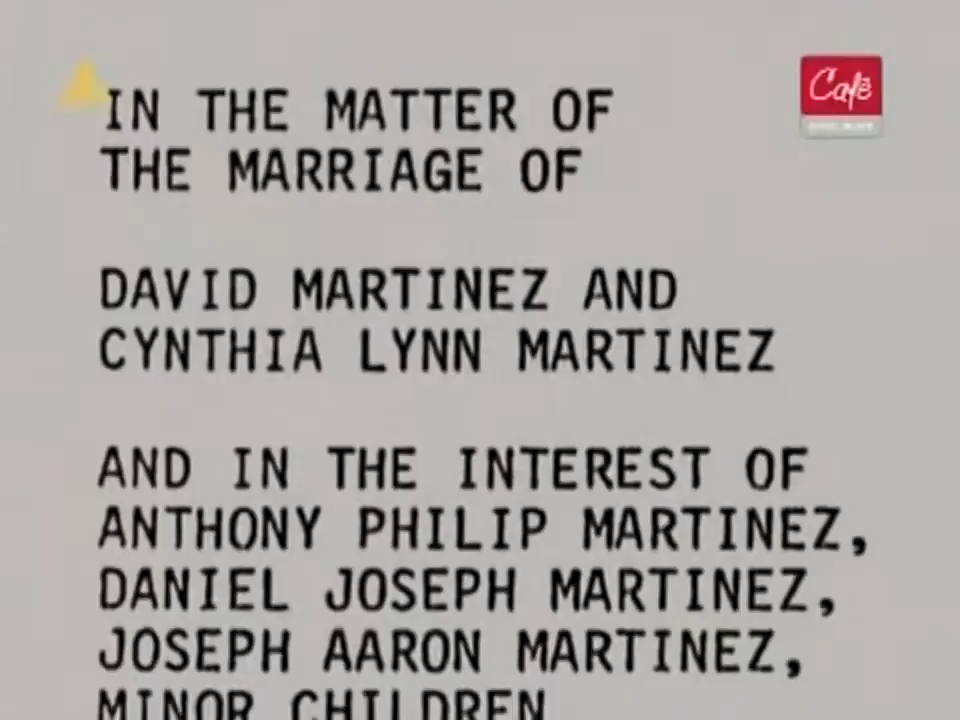 IN THE MATTER OF
THE MARRIAGE OF
DAVID MARTINEZ AND
CYNTHIA LYNN MARTINEZ
AND IN THE INTEREST OF
ANTHONY PHILIP MARTINEZ,
DANIEL JOSEPH MARTINEZ,
JOSEPH AARON MARTINEZ,
MINOR CHILDREN
Café